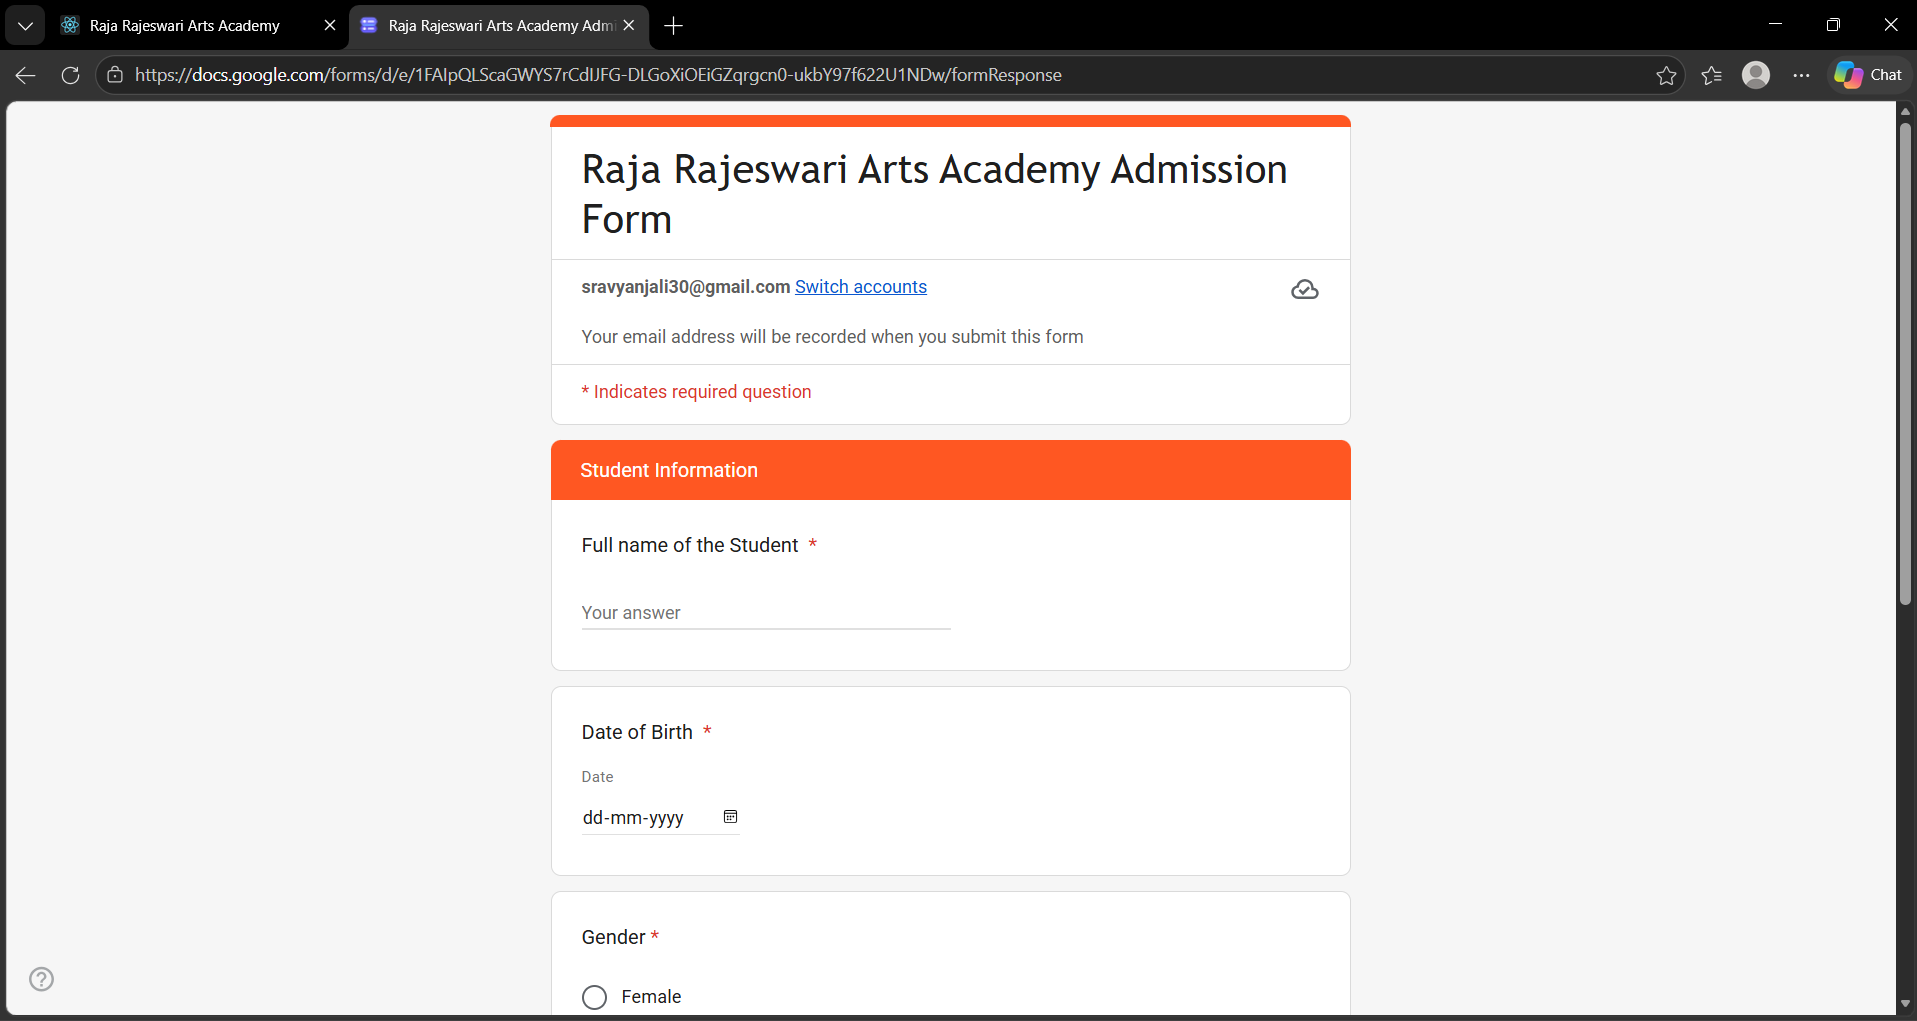 Raja Rajeswari Arts Academy
Raja Rajeswari Arts Academy Admi
https://docs.google.com/forms/d/e/1FAIpQLScaGWYS7rCdIJFG-DLGoXiOEiGZqrgcn0-ukbY97f622U1NDw/formResponse
Chat
Raja Rajeswari Arts Academy Admission
Form
sravyanjali30@gmail.com Switch accounts
Your email address will be recorded when you submit this form
* Indicates required question
Student Information
Full name of the Student *
Your answer
Date of Birth *
Date
dd-mm-yyyy
Gender *
Female